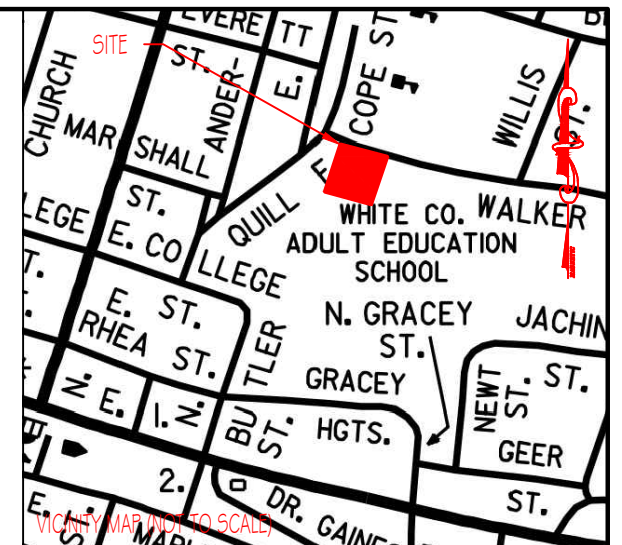 EVERE
TT
SITE
ST.
ANDER-
E.
COPE ST
WILLIS
ST.
CHURCH
MAR
SHALL
QUILL
WHITE CO.
ADULT EDUCATION
SCHOOL
WALKER
LEGE
ST.
E. CO
LLEGE
T.
E. ST.
RHEA ST.
N. GRACEY
ST.
JACHIN
BU
TLER
ST.
GRACEY
HGTS.
NEWT
ST.
ST.
GEER
N.
E.
I.
N.
2.
DR. GAINE
ST.
E.
ST.
VICINITY MAP (NOT TO SCALE)